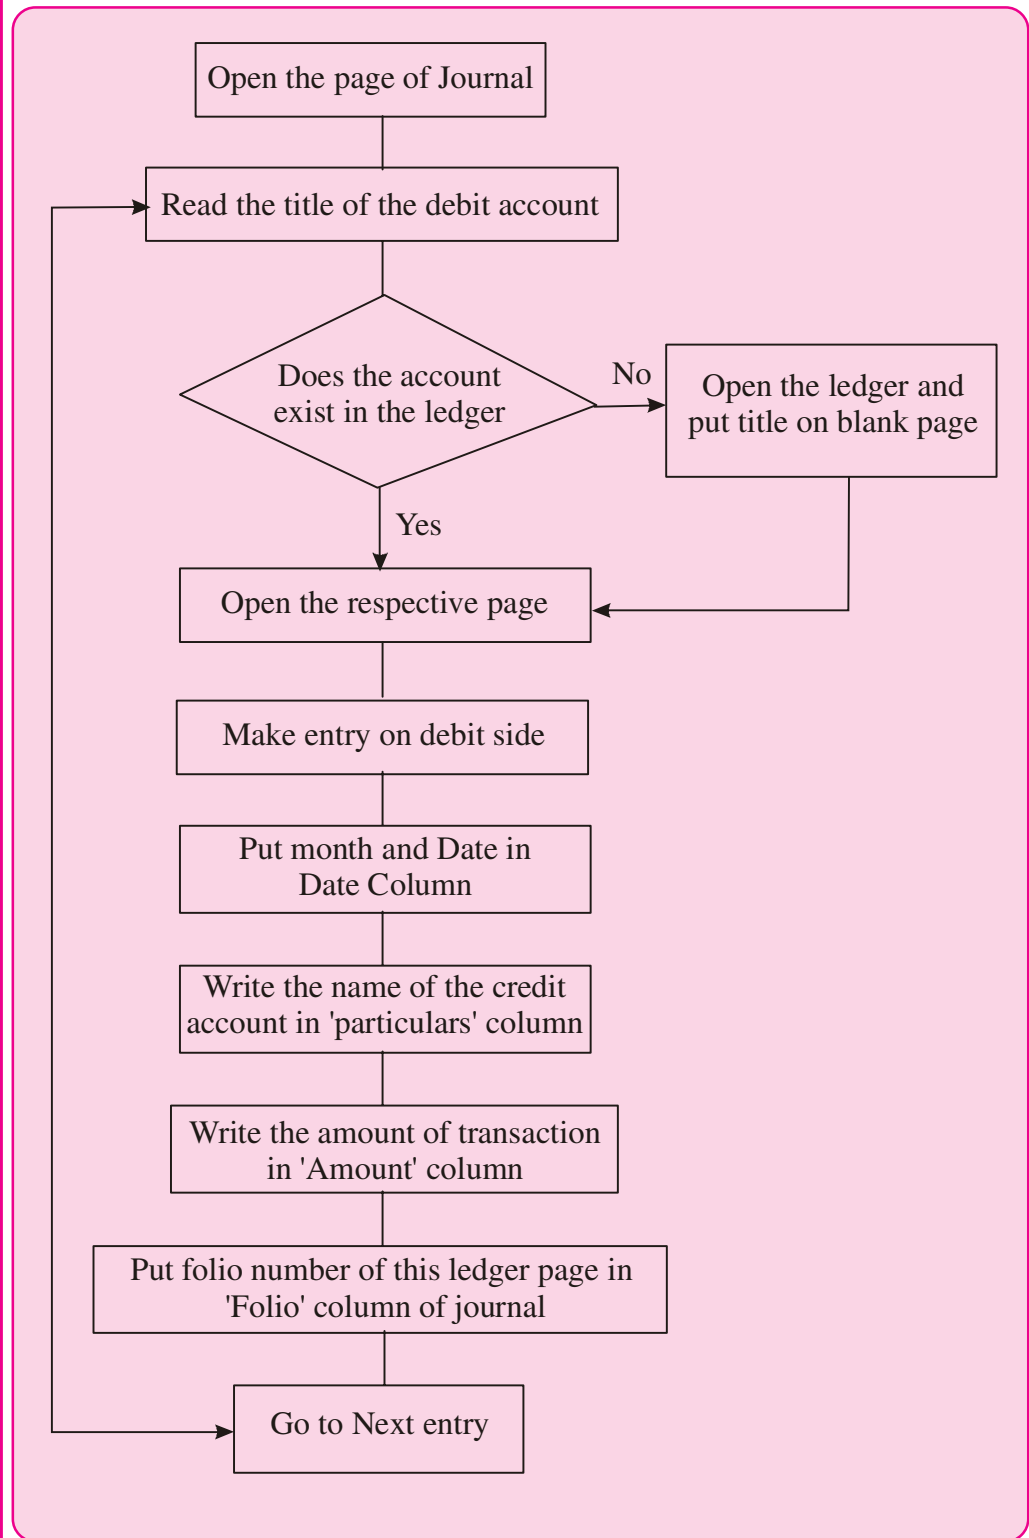 Open the page of Journal
Read the title of the debit account
Does the account
exist in the ledger
No
Open the ledger and
put title on blank page
Yes
Open the respective page
Make entry on debit side
Put month and Date in
Date Column
Write the name of the credit
account in 'particulars' column
Write the amount of transaction
in 'Amount' column
Put folio number of this ledger page in
'Folio' column of journal
Go to Next entry